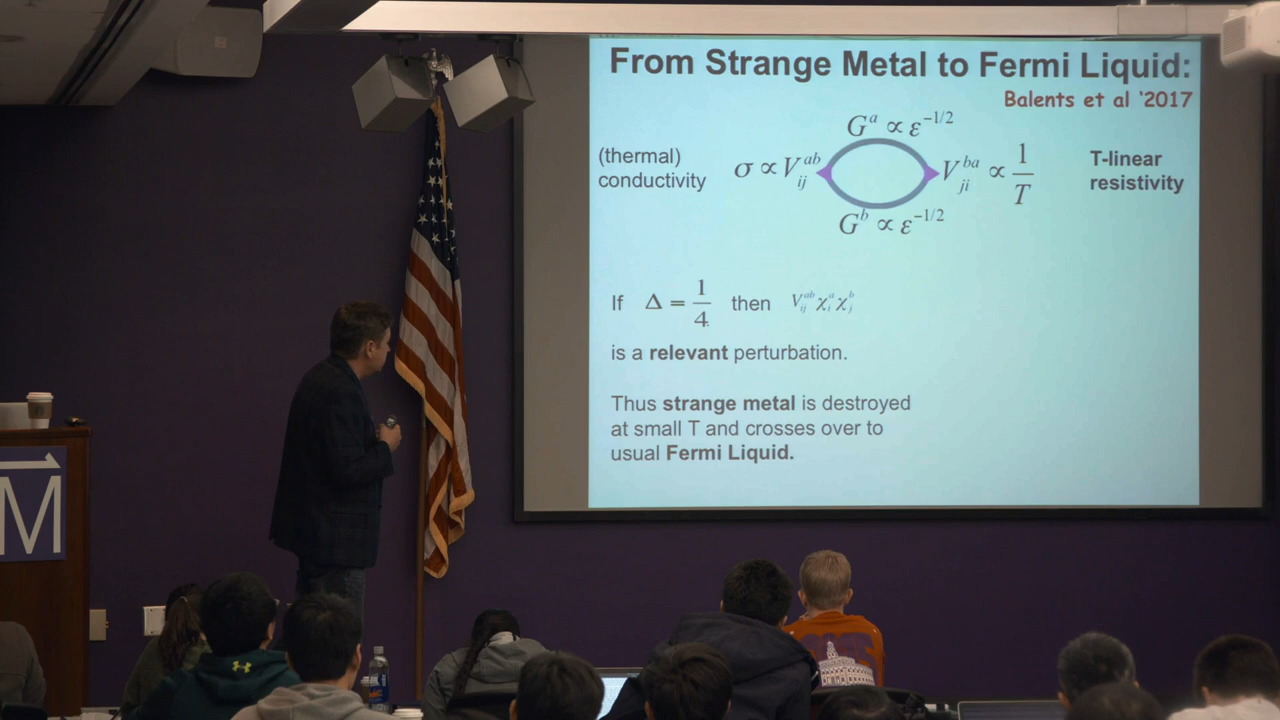 From Strange Metal to Fermi Liquid:
Balents et al ‘2017
G^a ∝ ε^{-1/2}
(thermal)
conductivity
σ ∝ V_{ij}^{ab}
V_{ji}^{ba} ∝ 1/T
T-linear
resistivity
G^b ∝ ε^{-1/2}
If Δ = 1/4 then V_{ij}^{ab} χ_i^a χ_j^b
is a relevant perturbation.
Thus strange metal is destroyed
at small T and crosses over to
usual Fermi Liquid.
M